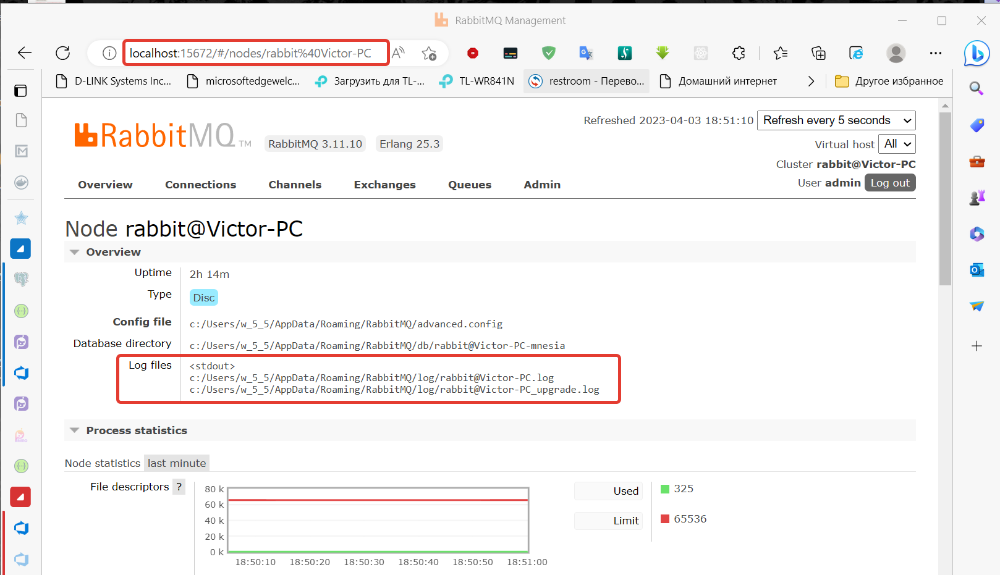 RabbitMQ Management
localhost:15672/#/nodes/rabbit%40Victor-PC
D-LINK Systems Inc...
microsoftedgewelc...
Загрузить для TL-...
TL-WR841N
restroom - Перево...
Домашний интернет
Другое избранное
RabbitMQ TM
RabbitMQ 3.11.10
Erlang 25.3
Refreshed 2023-04-03 18:51:10
Refresh every 5 seconds
Virtual host All
Cluster rabbit@Victor-PC
User admin Log out
Overview
Connections
Channels
Exchanges
Queues
Admin
Node rabbit@Victor-PC
Overview
Uptime 2h 14m
Type Disc
Config file c:/Users/w_5_5/AppData/Roaming/RabbitMQ/advanced.config
Database directory c:/Users/w_5_5/AppData/Roaming/RabbitMQ/db/rabbit@Victor-PC-mnesia
Log files <stdout>
c:/Users/w_5_5/AppData/Roaming/RabbitMQ/log/rabbit@Victor-PC.log
c:/Users/w_5_5/AppData/Roaming/RabbitMQ/log/rabbit@Victor-PC_upgrade.log
Process statistics
Node statistics last minute
File descriptors ?
80 k
60 k
40 k
20 k
0 k
18:50:10 18:50:20 18:50:30 18:50:40 18:50:50 18:51:00
Used 325
Limit 65536